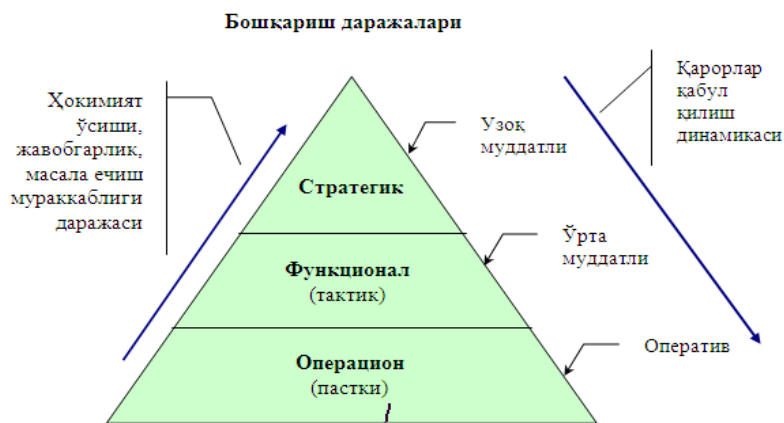 Бошқариш даражалари
Ҳокимият
ўсиши,
жавобгарлик,
масала ечиш
мураккаблиги
даражаси
Қарорлар
қабул
қилиш
динамикаси
Узоқ
муддатли
Стратегик
Ўрта
муддатли
Функционал
(тактик)
Оператив
Операцион
(пастки)